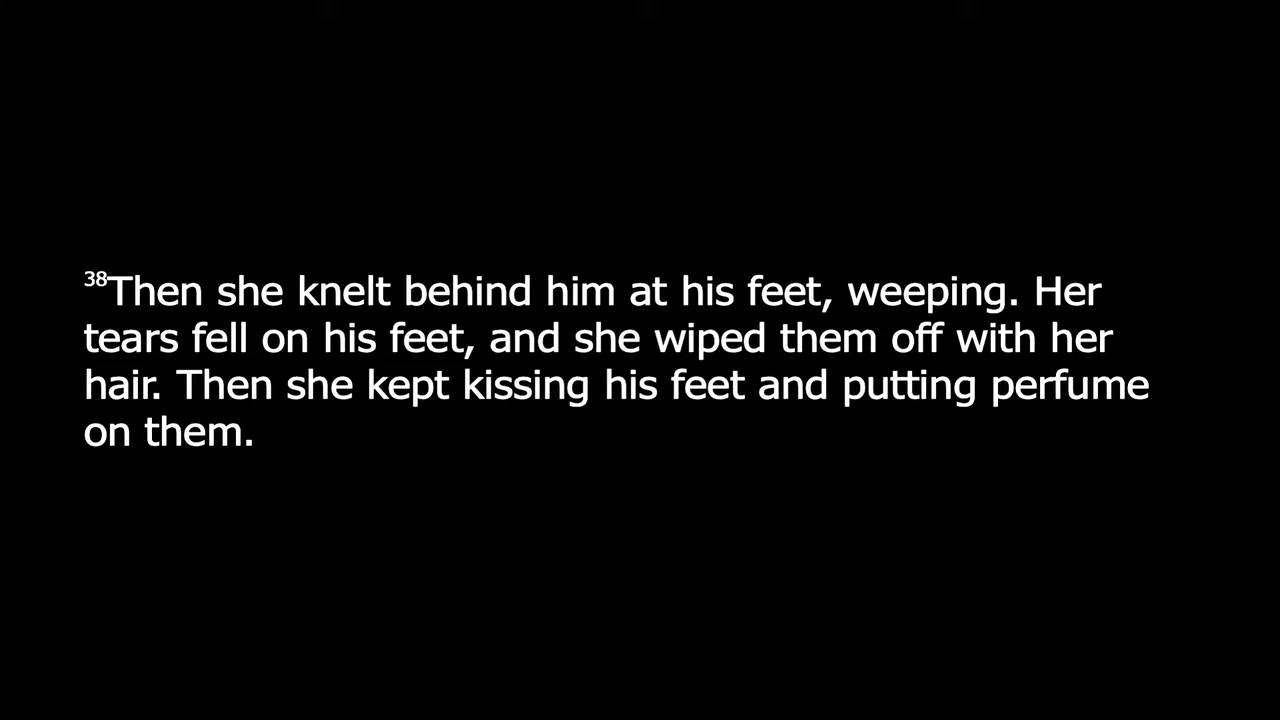 38Then she knelt behind him at his feet, weeping. Her
tears fell on his feet, and she wiped them off with her
hair. Then she kept kissing his feet and putting perfume
on them.